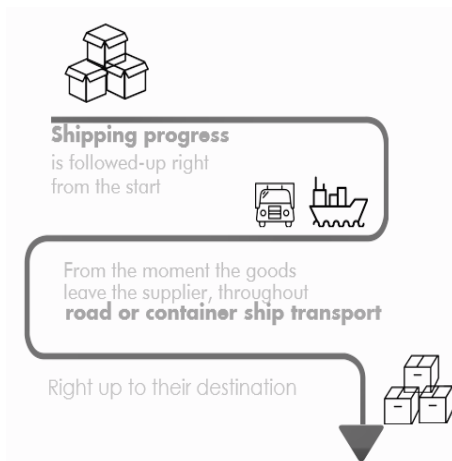 Shipping progress
is followed-up right
from the start
From the moment the goods
leave the supplier, throughout
road or container ship transport
Right up to their destination